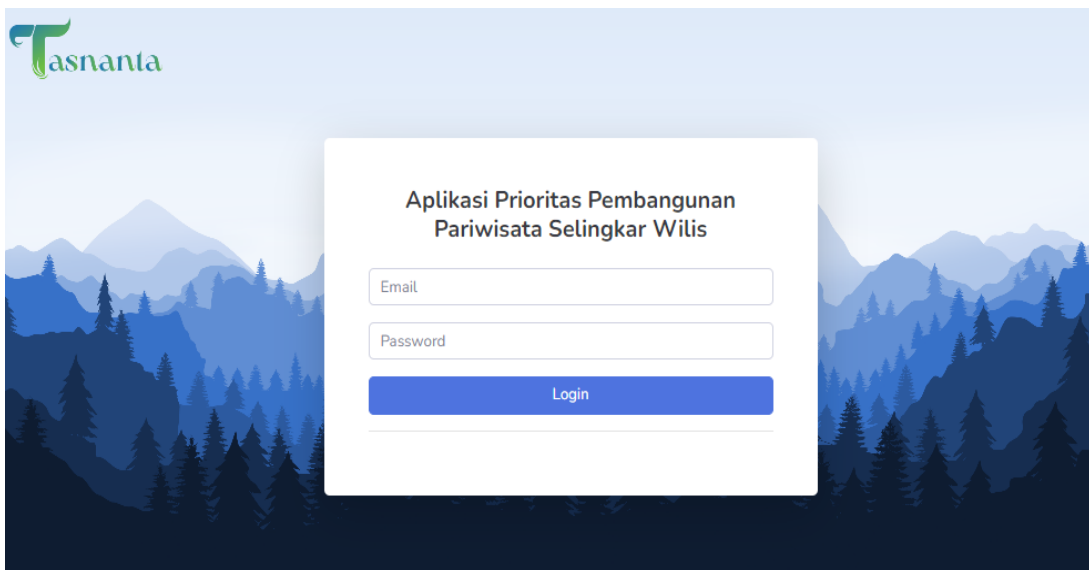 Tasnanta
Aplikasi Prioritas Pembangunan
Pariwisata Selingkar Wilis
Email
Password
Login